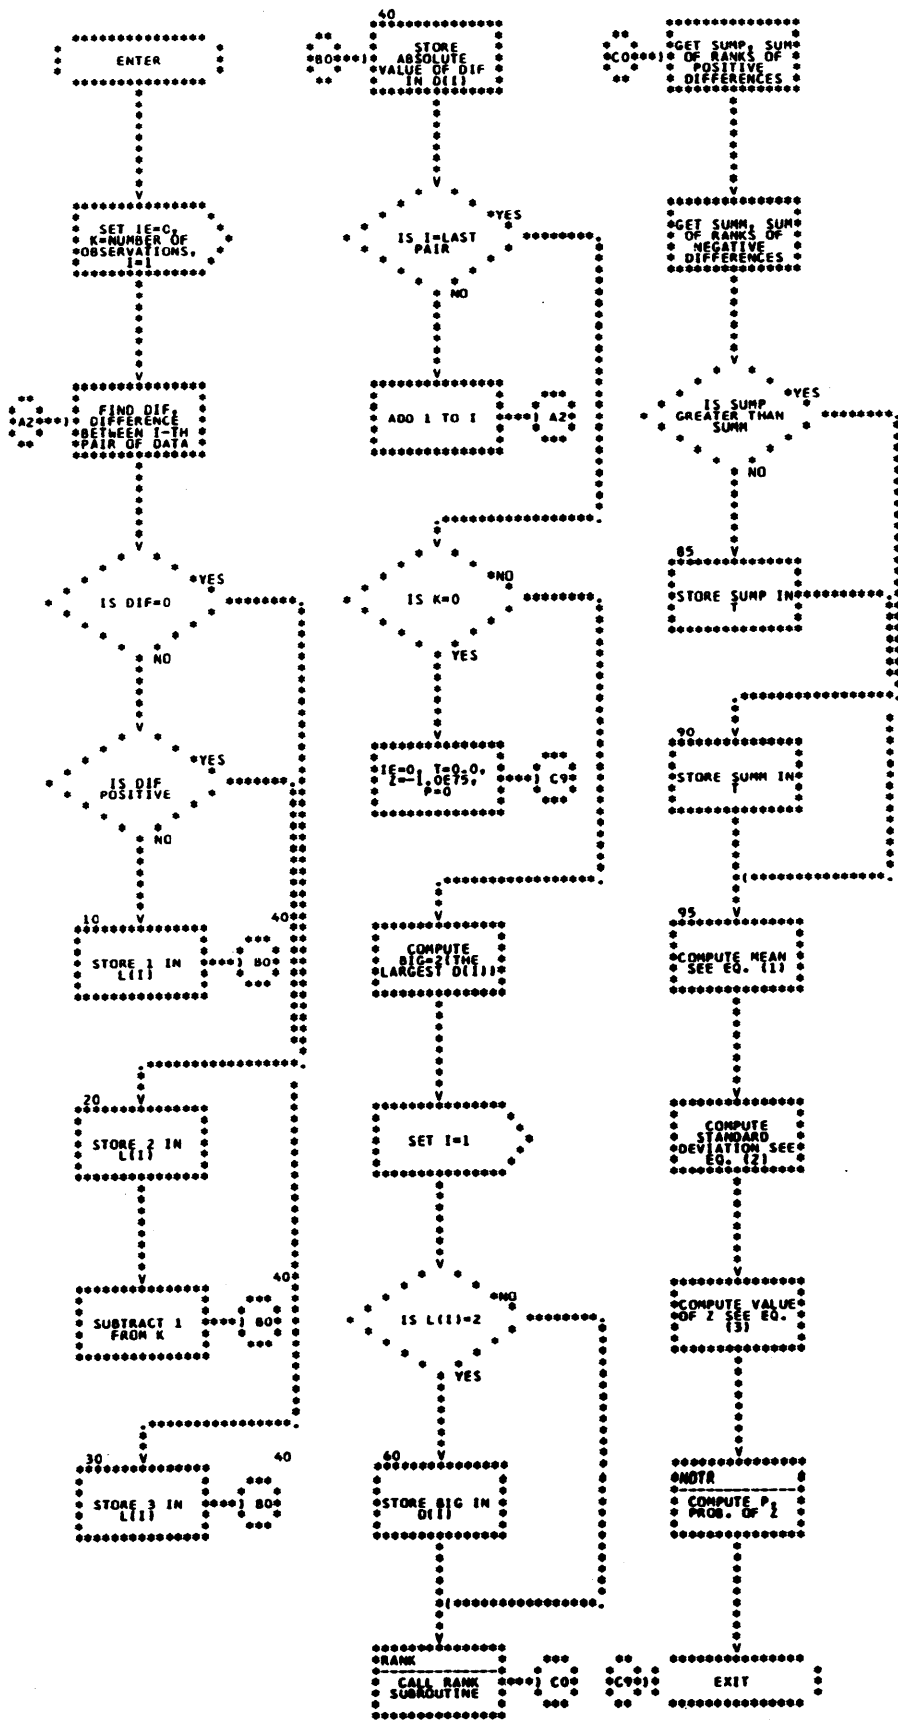 ENTER
SET IE=0,
K=NUMBER OF
OBSERVATIONS,
I=1
A2
FIND DIF,
DIFFERENCE
BETWEEN I-TH
PAIR OF DATA
IS DIF=0
YES
NO
IS DIF
POSITIVE
YES
NO
10
STORE 1 IN
L(I)
40
B0
20
STORE 2 IN
L(I)
SUBTRACT 1
FROM K
40
B0
30
STORE 3 IN
L(I)
40
B0
40
B0
STORE
ABSOLUTE
VALUE OF DIF
IN D(I)
IS I=LAST
PAIR
YES
NO
ADD 1 TO I
A2
IS K=0
NO
YES
IE=0, T=0.0,
Z=-1.0E75,
P=0
C9
COMPUTE
BIG=2(THE
LARGEST D(I))
SET I=1
IS L(I)=2
NO
YES
60
STORE BIG IN
D(I)
RANK
CALL RANK
SUBROUTINE
C0
C0
GET SUMP, SUM
OF RANKS OF
POSITIVE
DIFFERENCES
GET SUMM, SUM
OF RANKS OF
NEGATIVE
DIFFERENCES
IS SUMP
GREATER THAN
SUMM
YES
NO
85
STORE SUMP IN
T
90
STORE SUMM IN
T
95
COMPUTE MEAN
SEE EQ. (1)
COMPUTE
STANDARD
DEVIATION SEE
EQ. (2)
COMPUTE VALUE
OF Z SEE EQ.
(3)
NDTR
COMPUTE P,
PROB. OF Z
C9
EXIT